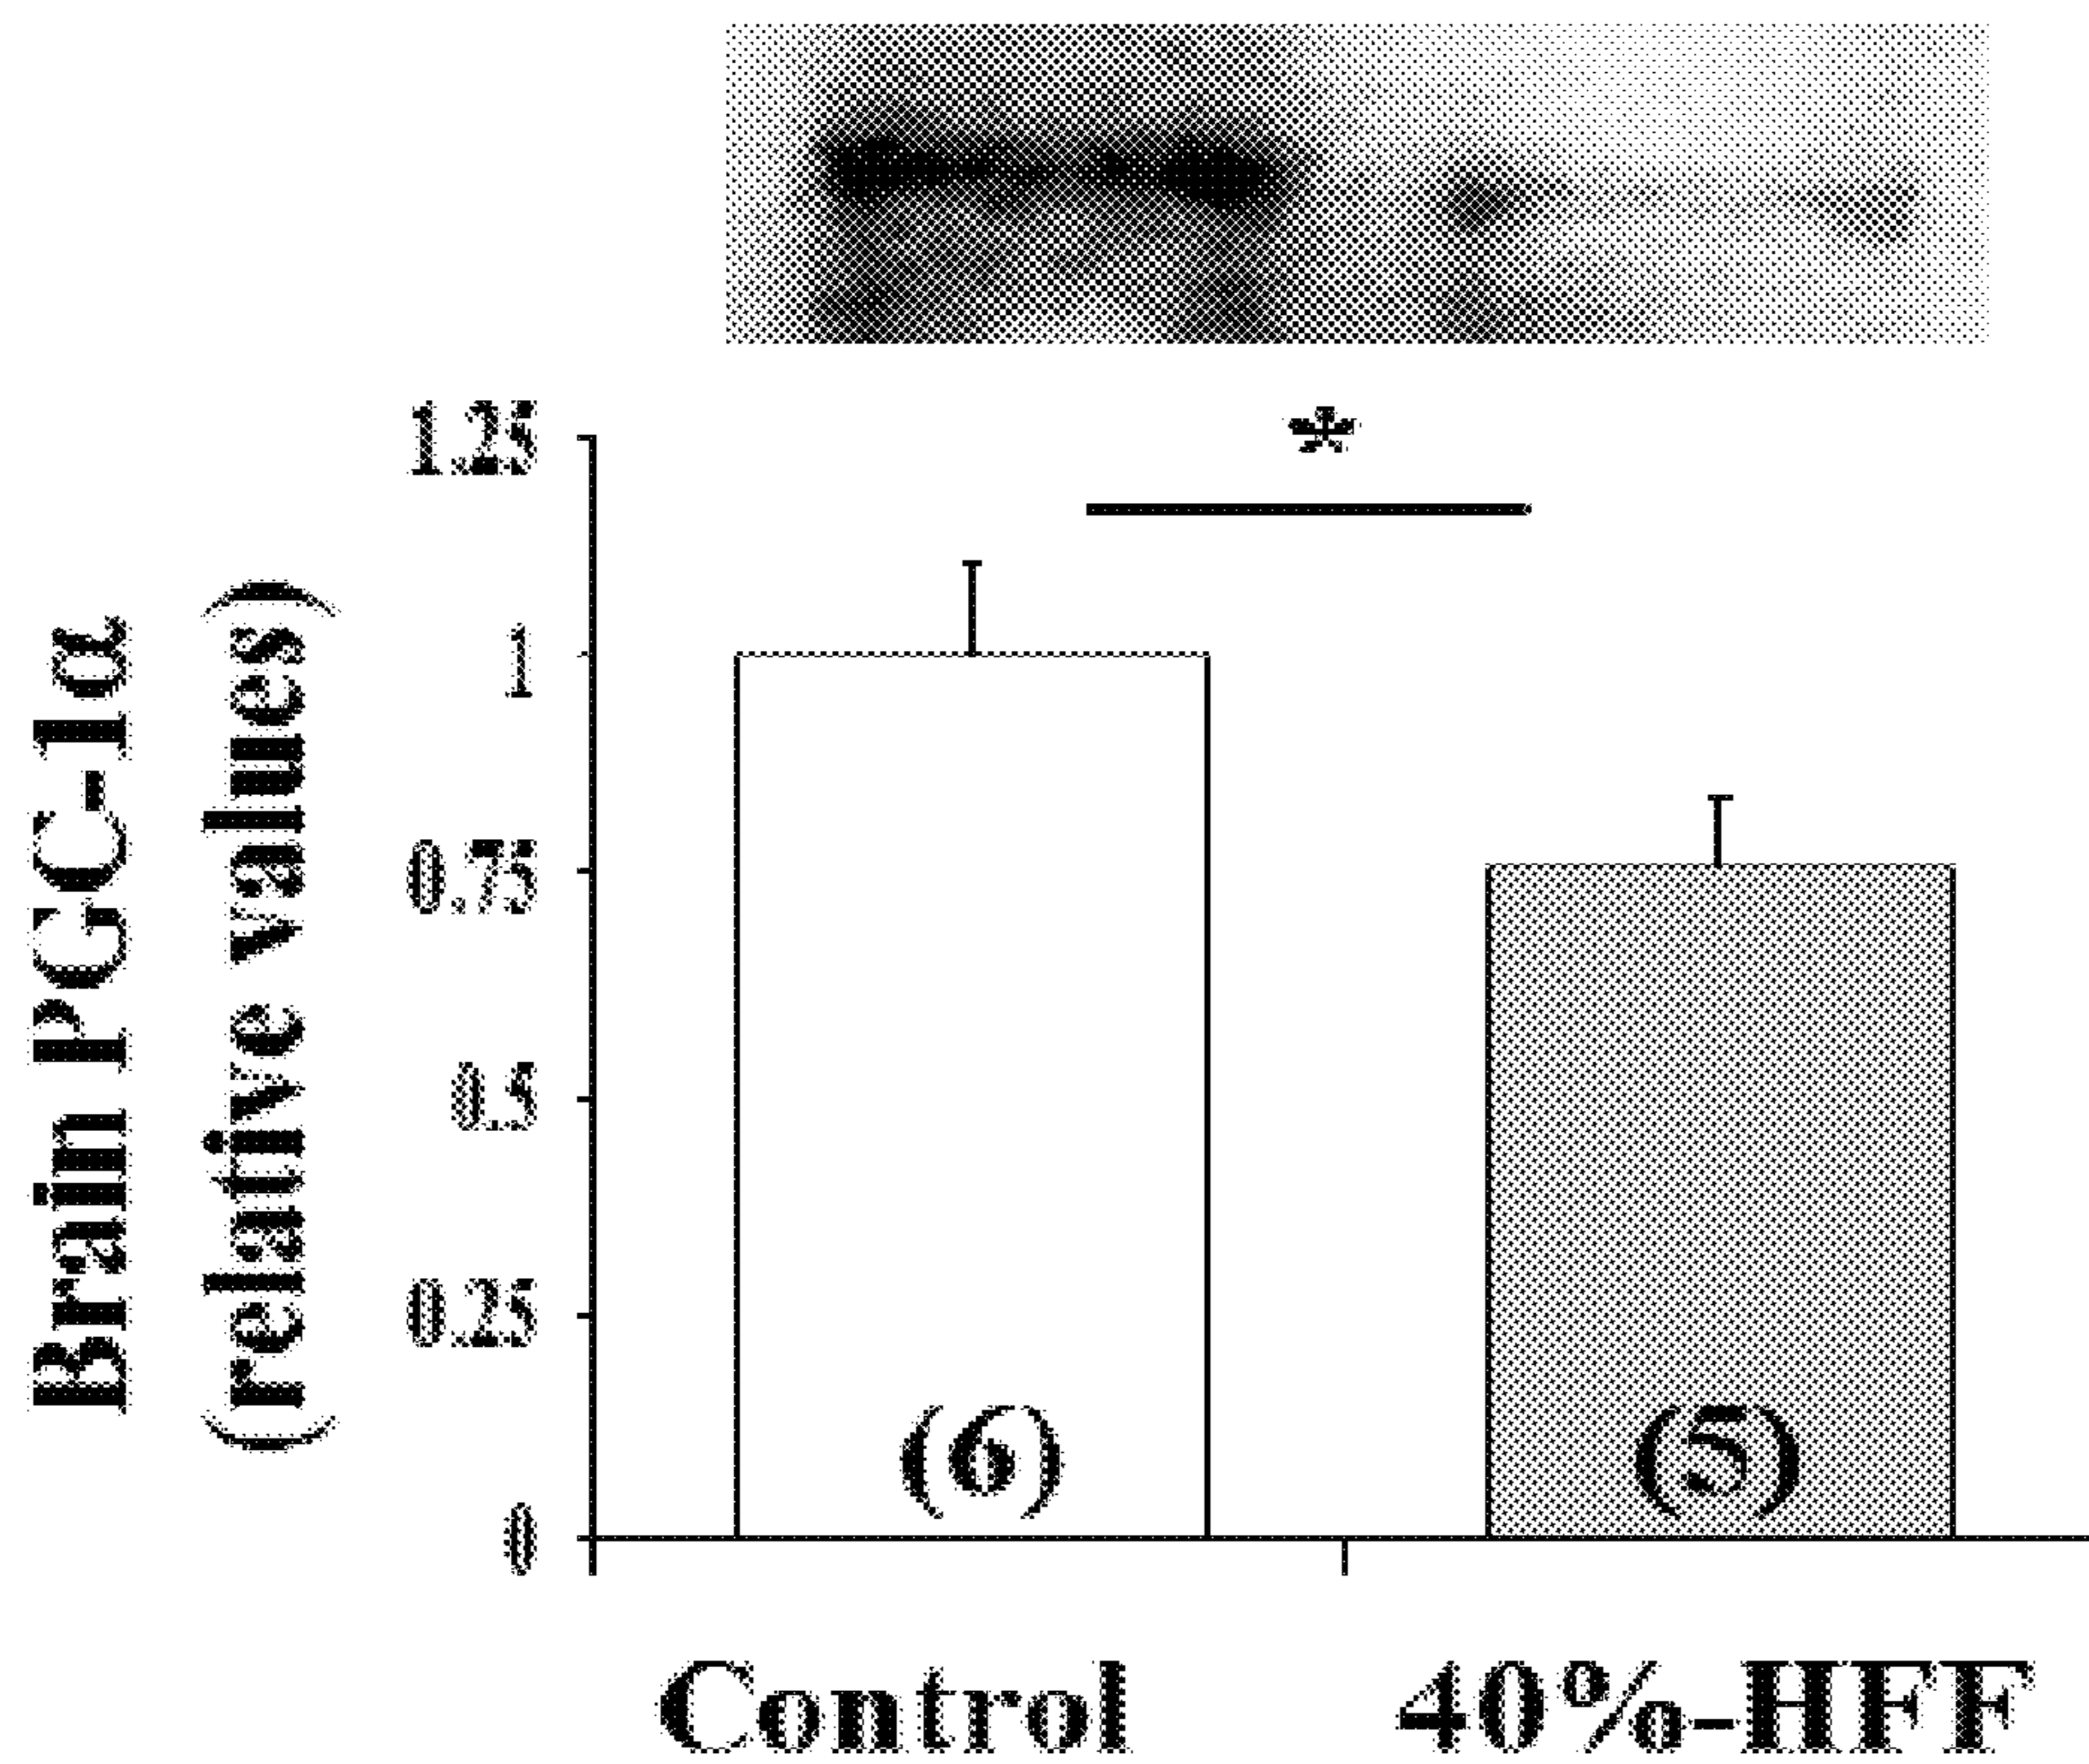 *
1.25
1
0.75
0.5
0.25
0
Brain PGC-1α
(relative values)
(6)
(5)
Control
40%-HFF